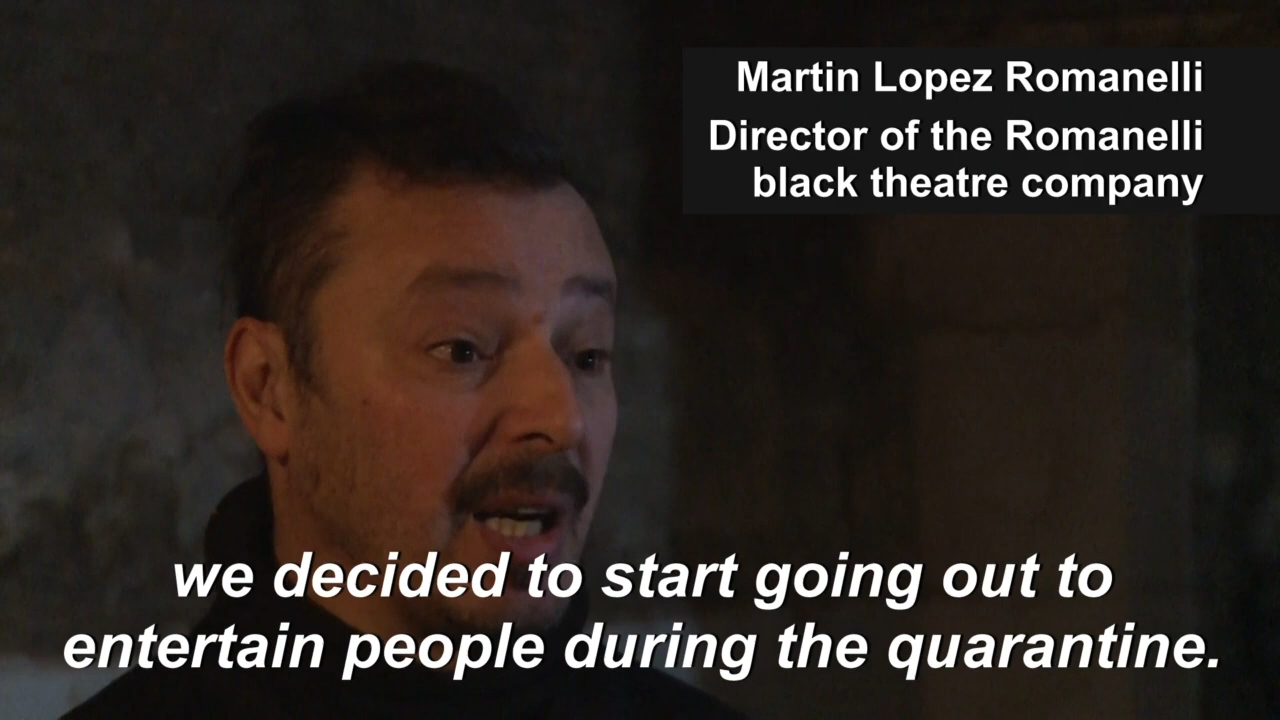 Martin Lopez Romanelli
Director of the Romanelli
black theatre company
we decided to start going out to
entertain people during the quarantine.